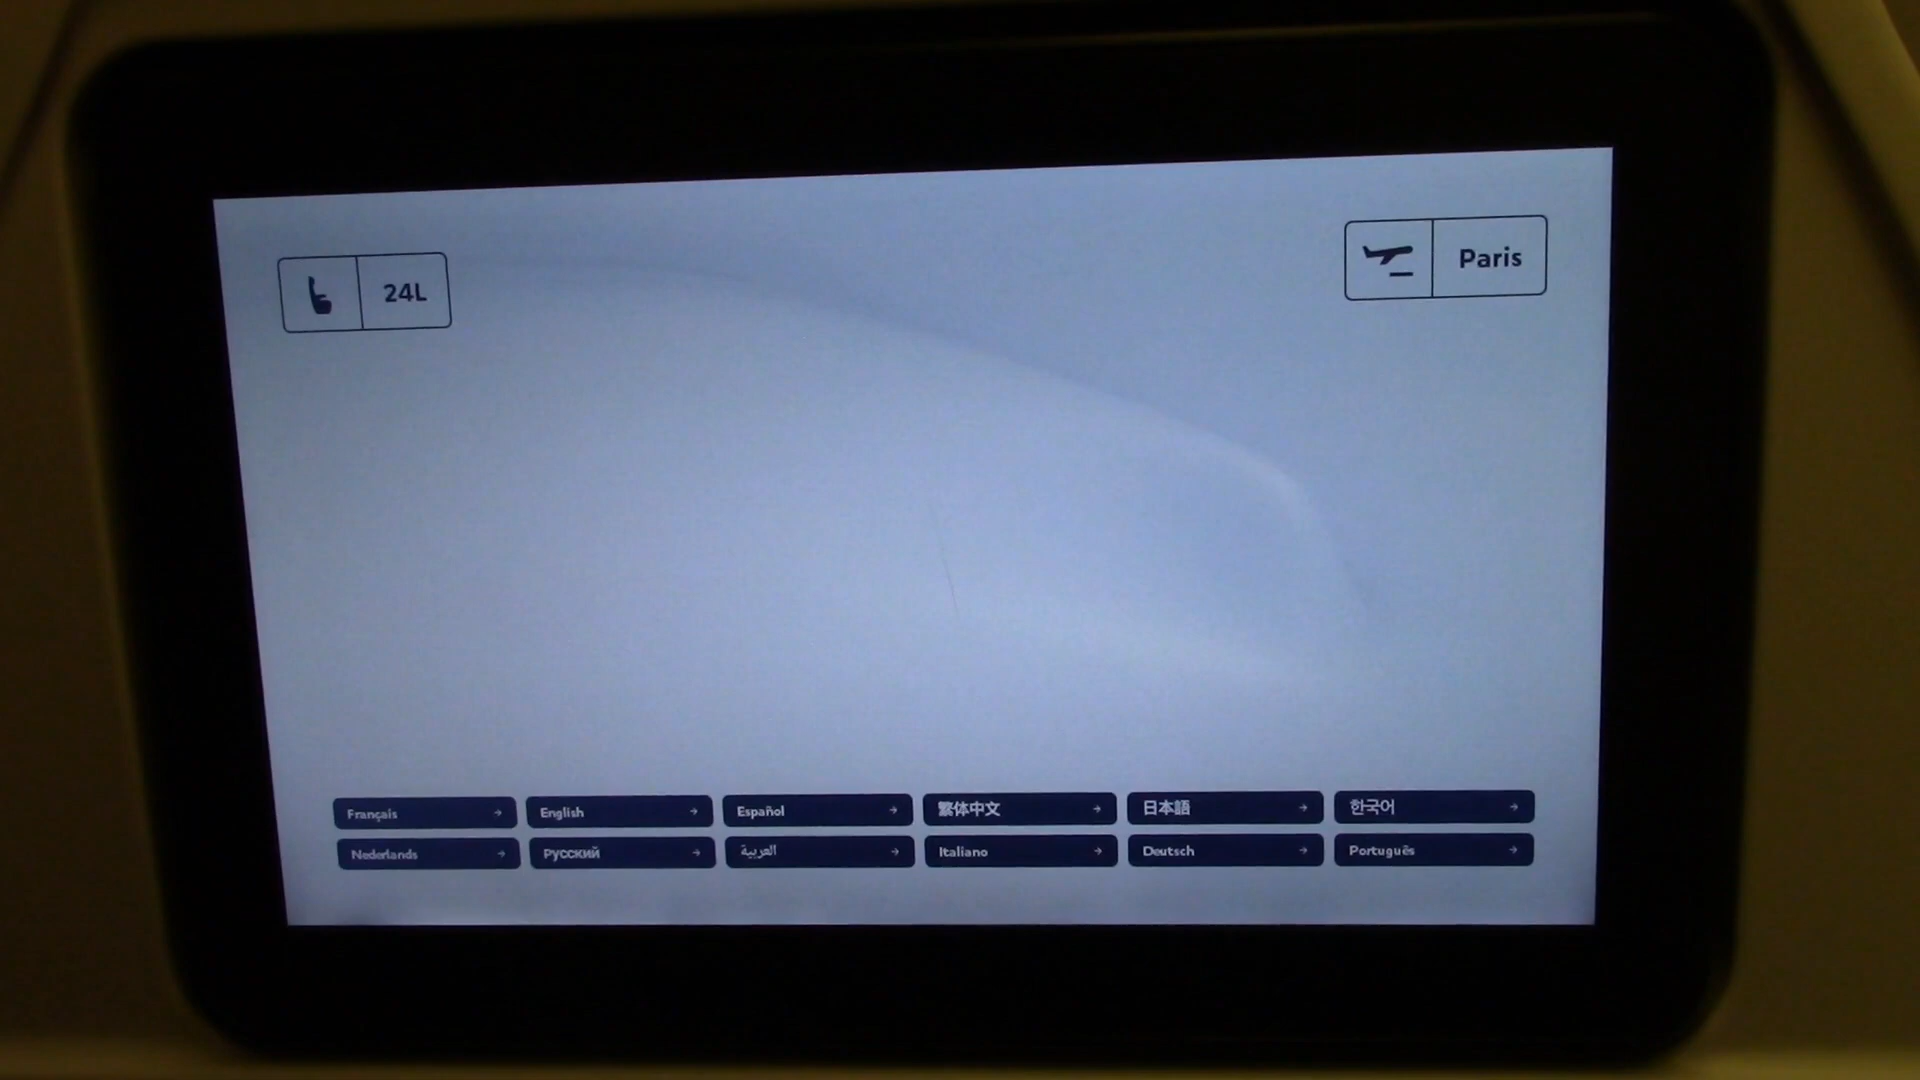 24L
Paris
Français
English
Español
繁体中文
日本語
한국어
Nederlands
Русский
العربية
Italiano
Deutsch
Português